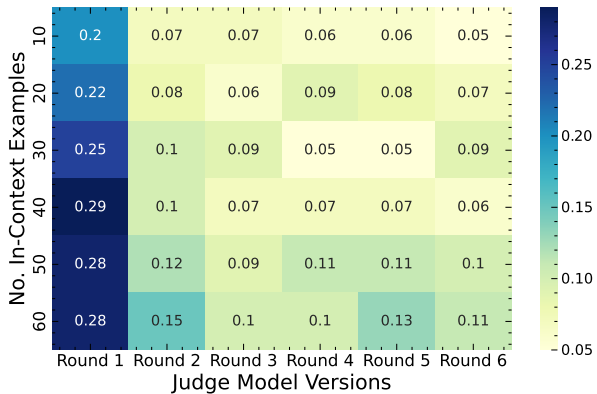 No. In-Context Examples
10 0.2 0.07 0.07 0.06 0.06 0.05
20 0.22 0.08 0.06 0.09 0.08 0.07
30 0.25 0.1 0.09 0.05 0.05 0.09
40 0.29 0.1 0.07 0.07 0.07 0.06
50 0.28 0.12 0.09 0.11 0.11 0.1
60 0.28 0.15 0.1 0.1 0.13 0.11
Round 1 Round 2 Round 3 Round 4 Round 5 Round 6
Judge Model Versions
0.25
0.20
0.15
0.10
0.05